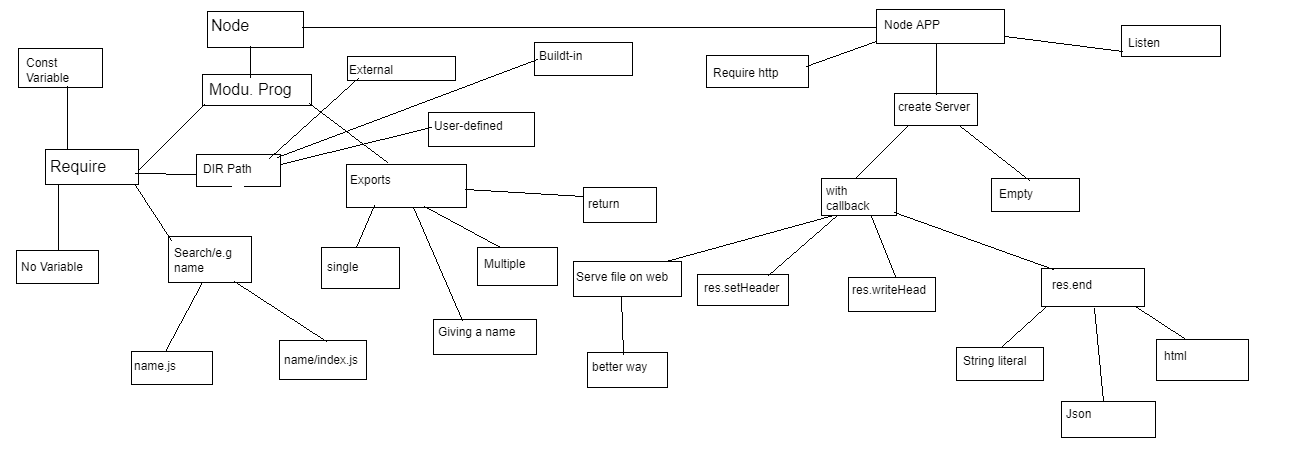 Node
Node APP
Listen
Const
Variable
External
Buildt-in
Require http
Modu. Prog
create Server
User-defined
Require
DIR Path
Exports
with
callback
Empty
return
Search/e.g
name
No Variable
single
Multiple
Serve file on web
res.setHeader
res.writeHead
res.end
Giving a name
name.js
name/index.js
better way
String literal
html
Json